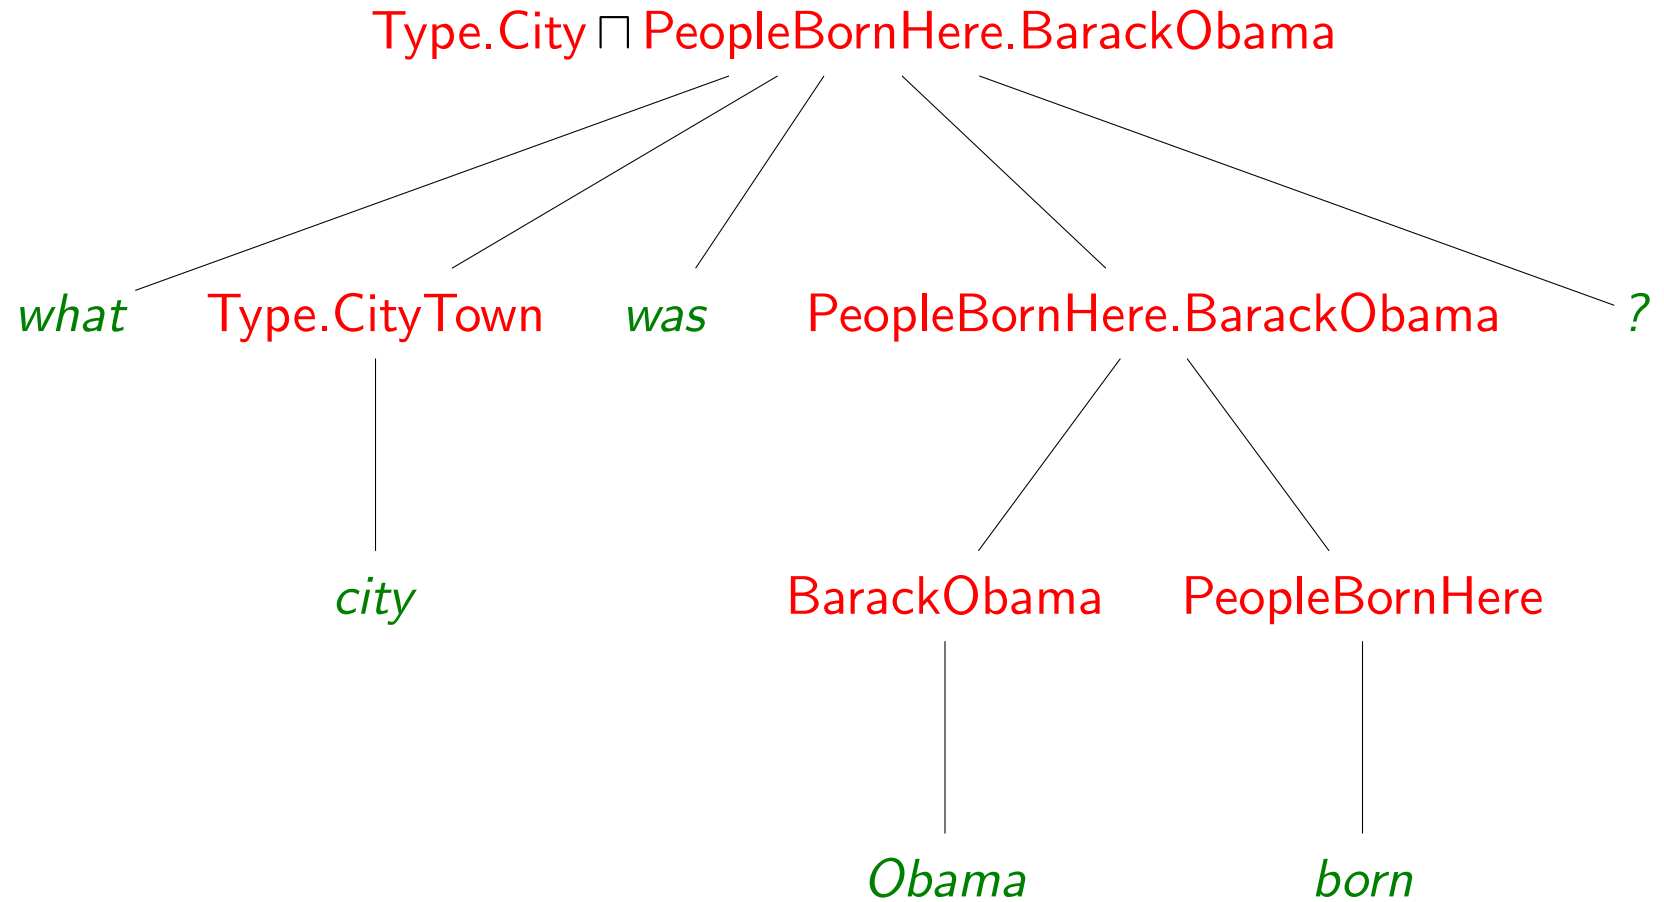 Type.City ⊓ PeopleBornHere.BarackObama
what Type.CityTown was PeopleBornHere.BarackObama ?
city BarackObama PeopleBornHere
Obama born